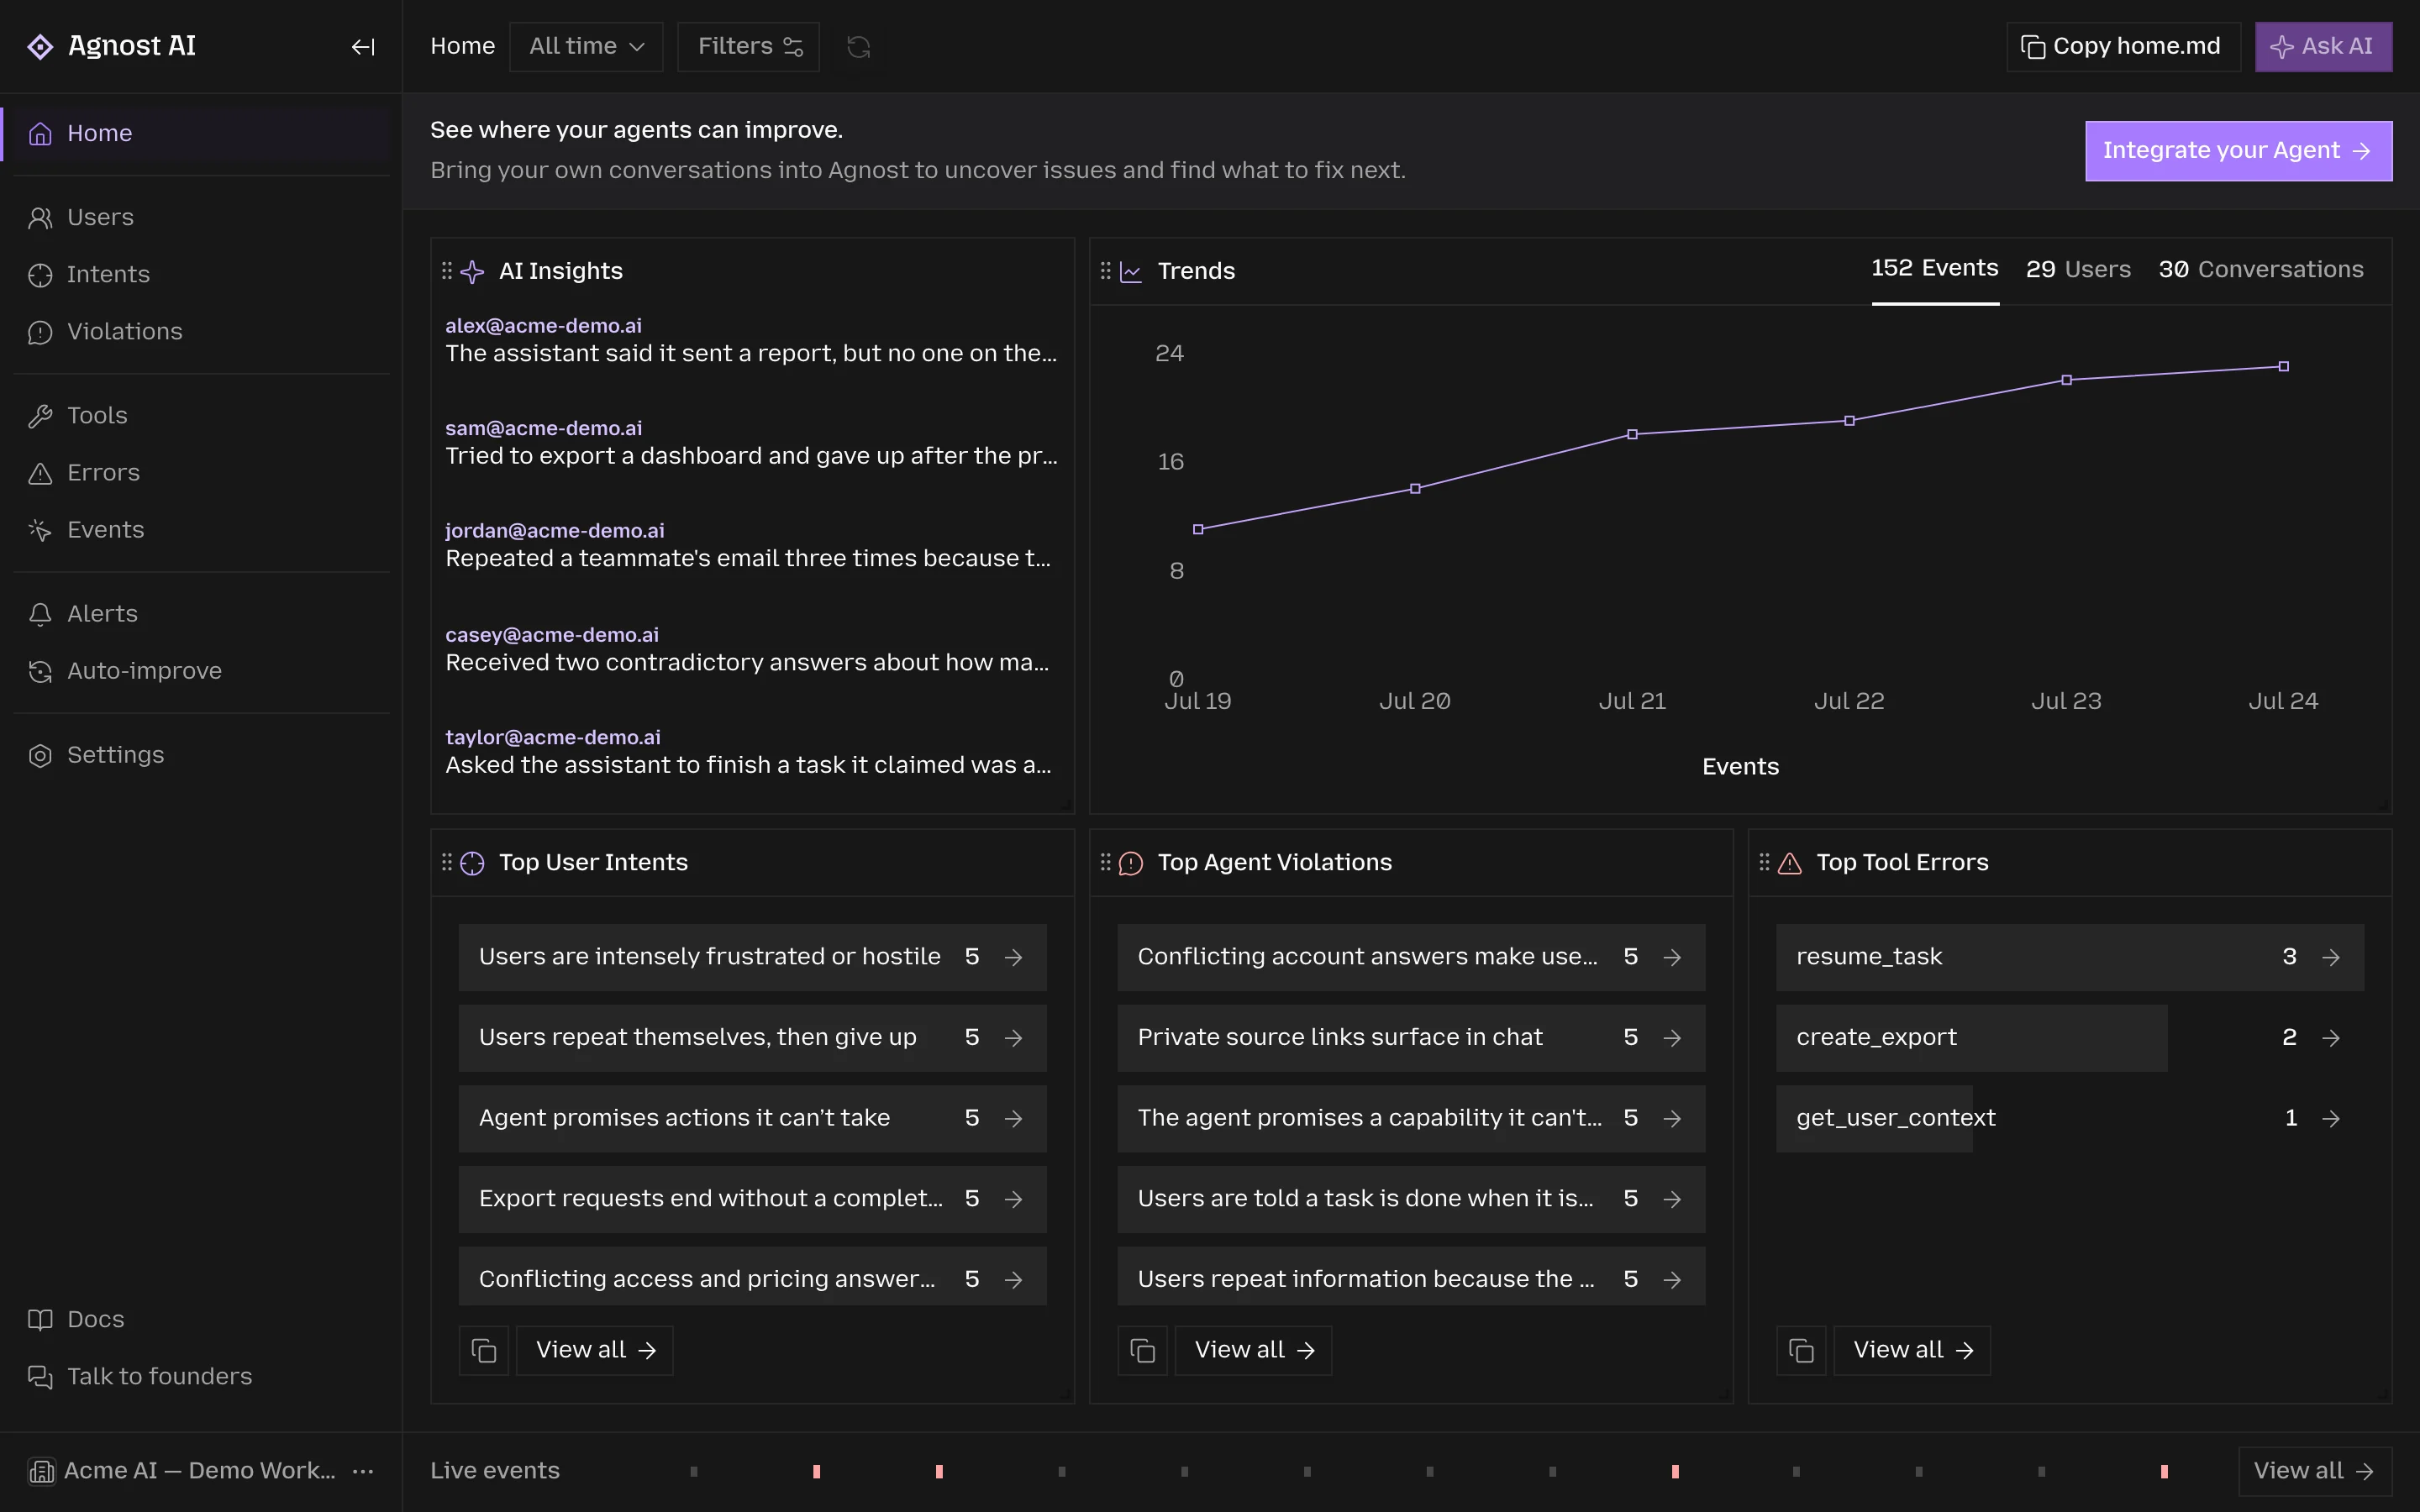 Agnost AI
Home
All time
Filters
Copy home.md
Ask AI
Home
Users
Intents
Violations
Tools
Errors
Events
Alerts
Auto-improve
Settings
Docs
Talk to founders
Acme AI — Demo Work...
See where your agents can improve.
Bring your own conversations into Agnost to uncover issues and find what to fix next.
Integrate your Agent
AI Insights
alex@acme-demo.ai
The assistant said it sent a report, but no one on the...
sam@acme-demo.ai
Tried to export a dashboard and gave up after the pr...
jordan@acme-demo.ai
Repeated a teammate's email three times because t...
casey@acme-demo.ai
Received two contradictory answers about how ma...
taylor@acme-demo.ai
Asked the assistant to finish a task it claimed was a...
Trends
152 Events
29 Users
30 Conversations
24
16
8
0
Jul 19
Jul 20
Jul 21
Jul 22
Jul 23
Jul 24
Events
Top User Intents
Users are intensely frustrated or hostile 5
Users repeat themselves, then give up 5
Agent promises actions it can’t take 5
Export requests end without a complet... 5
Conflicting access and pricing answer... 5
View all
Top Agent Violations
Conflicting account answers make use... 5
Private source links surface in chat 5
The agent promises a capability it can't... 5
Users are told a task is done when it is... 5
Users repeat information because the ... 5
View all
Top Tool Errors
resume_task 3
create_export 2
get_user_context 1
View all
Live events
View all